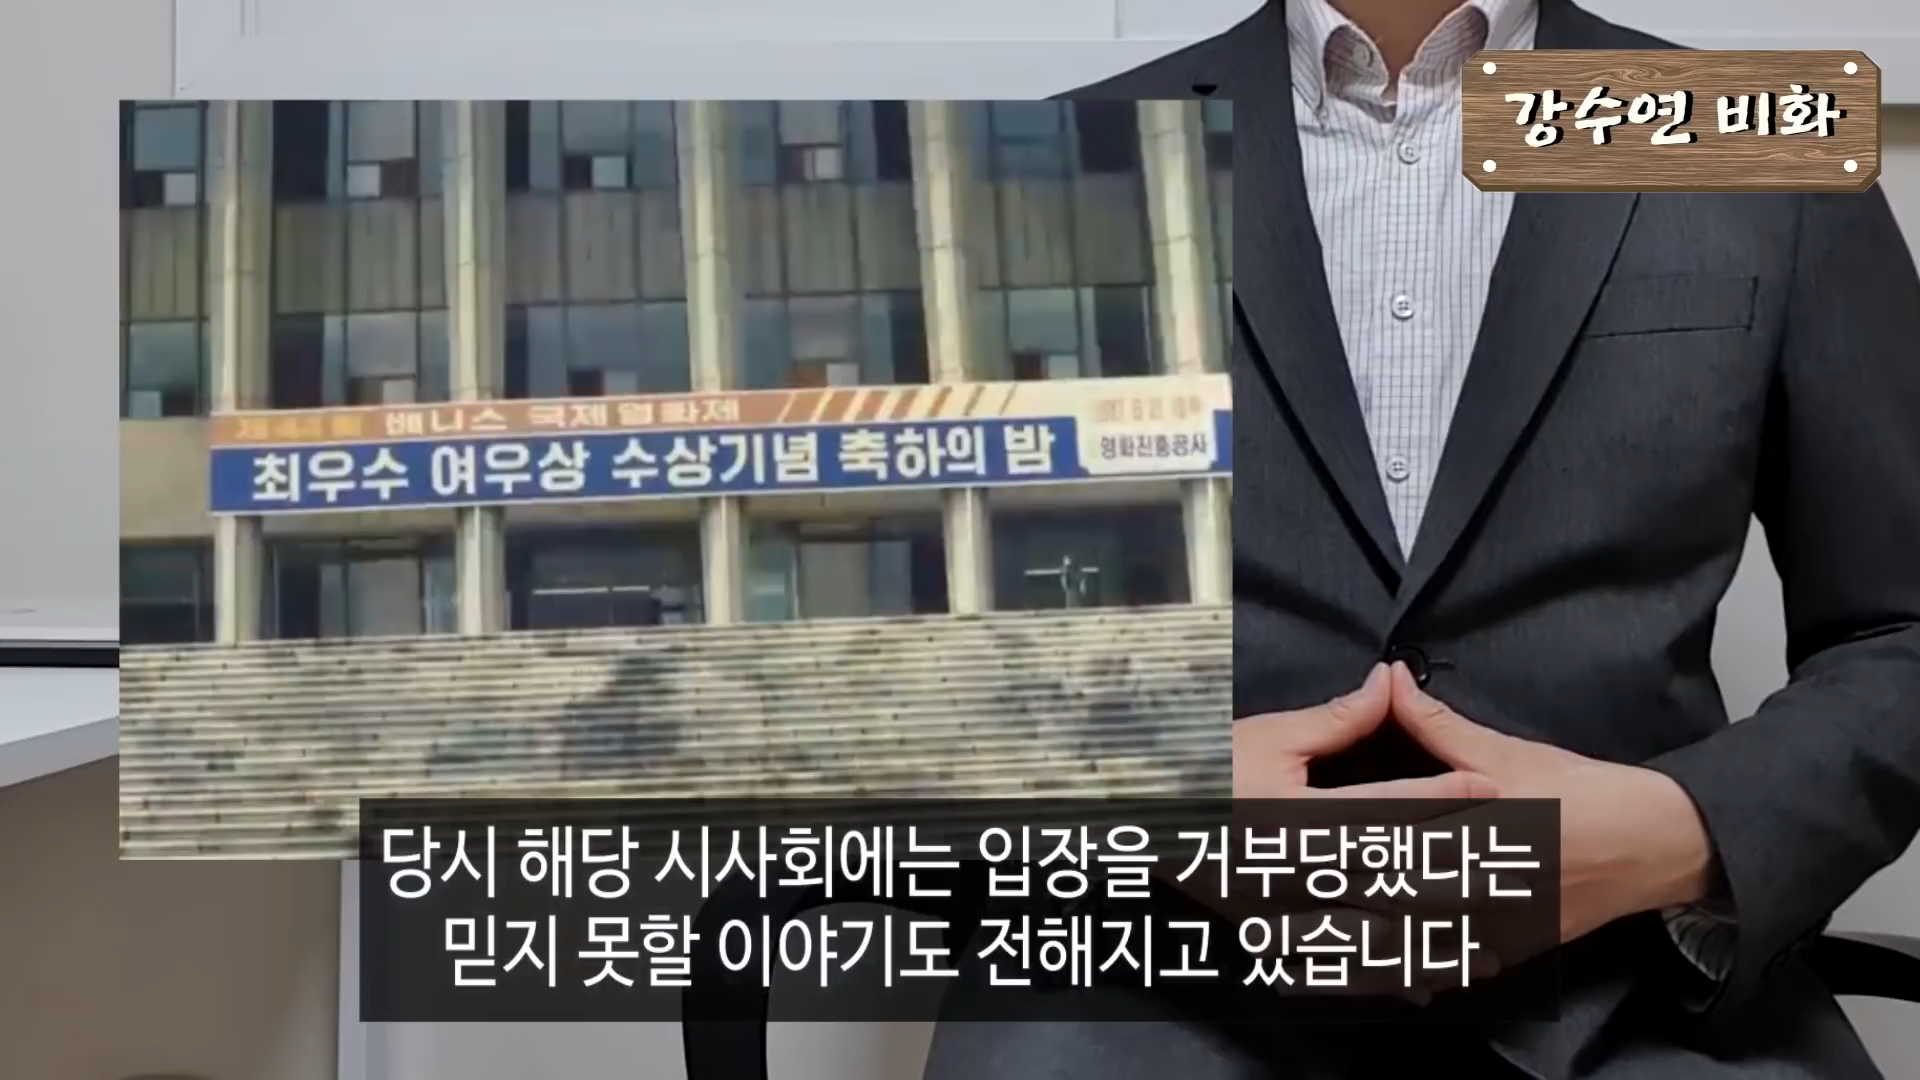 강수연 비화
베니스 국제영화제
최우수 여우상 수상기념 축하의 밤
영화진흥공사
당시 해당 시사회에는 입장을 거부당했다는
믿지 못할 이야기도 전해지고 있습니다